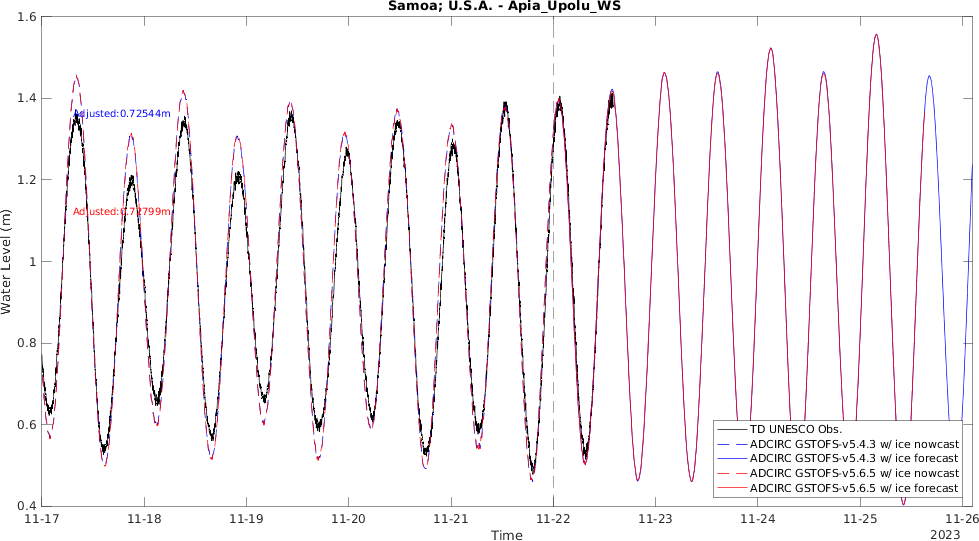 Samoa; U.S.A. - Apia_Upolu_WS
1.6
1.4
1.2
1
0.8
0.6
0.4
Water Level (m)
Adjusted:0.72544m
Adjusted:0.72799m
TD UNESCO Obs.
ADCIRC GSTOFS-v5.4.3 w/ ice nowcast
ADCIRC GSTOFS-v5.4.3 w/ ice forecast
ADCIRC GSTOFS-v5.6.5 w/ ice nowcast
ADCIRC GSTOFS-v5.6.5 w/ ice forecast
11-17 11-18 11-19 11-20 11-21 11-22 11-23 11-24 11-25 11-26
Time
2023